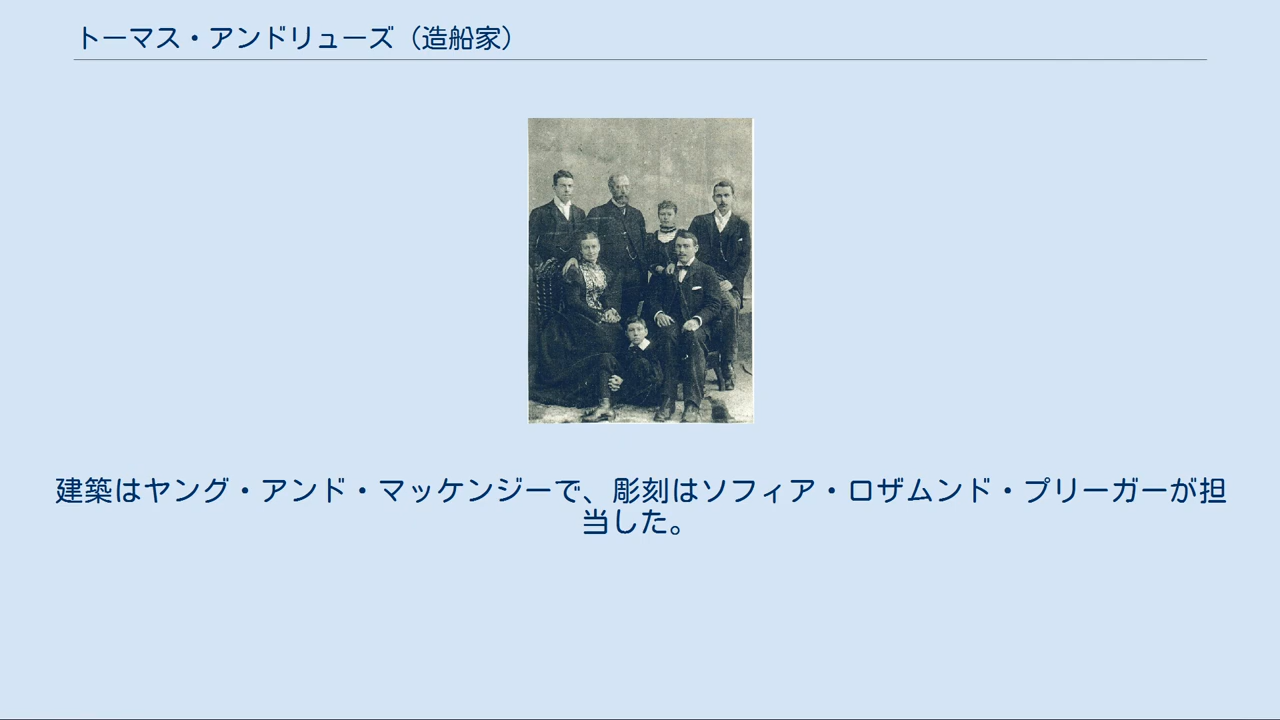 トーマス・アンドリューズ（造船家）
建築はヤング・アンド・マッケンジーで、彫刻はソフィア・ロザムンド・プリーガーが担
当した。